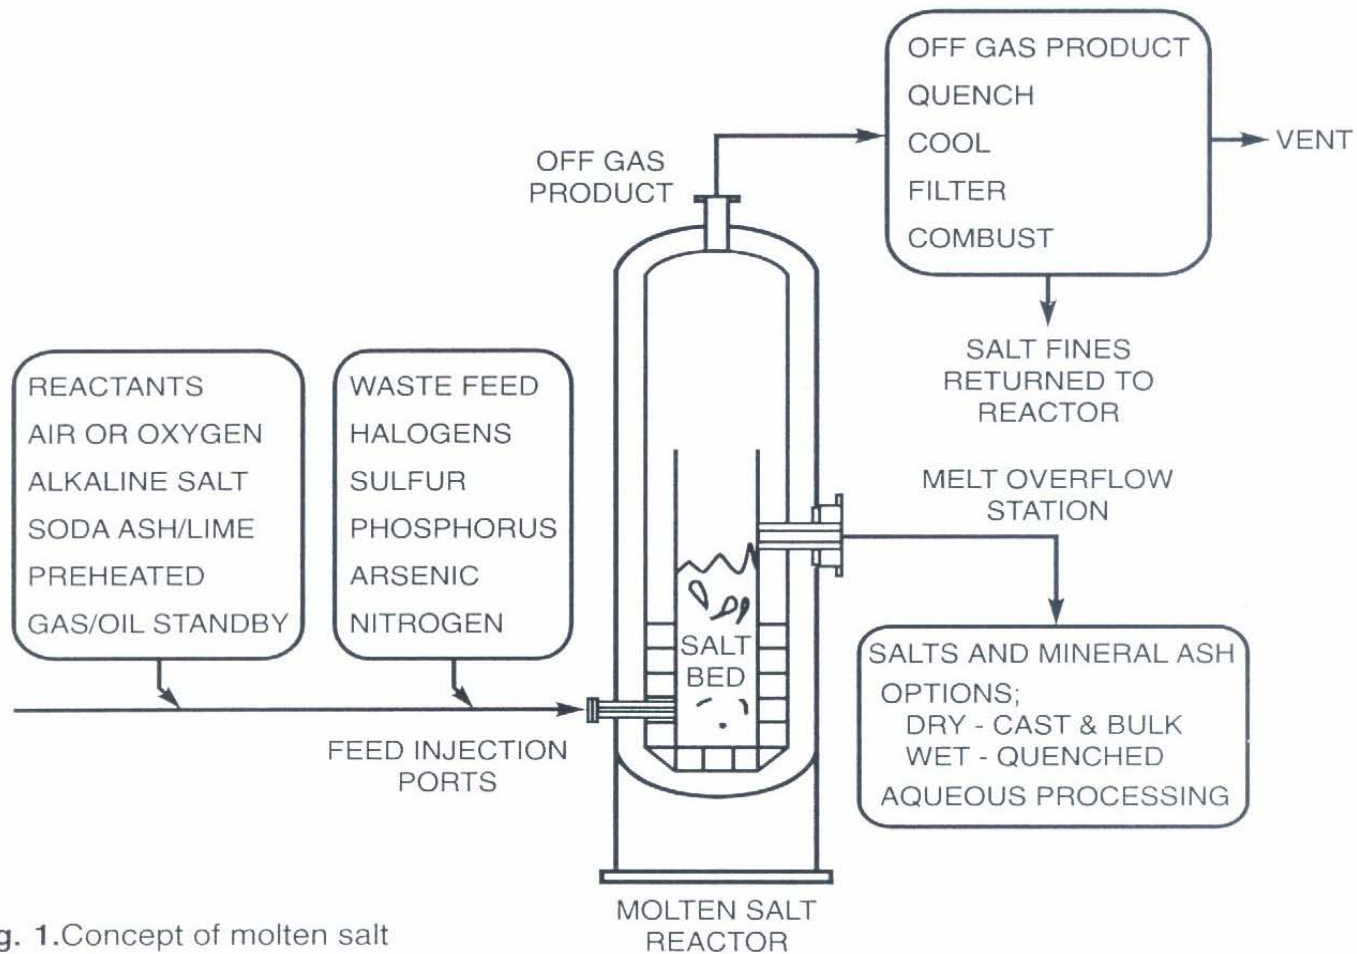 OFF GAS PRODUCT
QUENCH
COOL
FILTER
COMBUST
VENT
OFF GAS
PRODUCT
SALT FINES
RETURNED TO
REACTOR
REACTANTS
AIR OR OXYGEN
ALKALINE SALT
SODA ASH/LIME
PREHEATED
GAS/OIL STANDBY
WASTE FEED
HALOGENS
SULFUR
PHOSPHORUS
ARSENIC
NITROGEN
MELT OVERFLOW
STATION
SALT
BED
FEED INJECTION
PORTS
SALTS AND MINERAL ASH
OPTIONS;
DRY - CAST & BULK
WET - QUENCHED
AQUEOUS PROCESSING
MOLTEN SALT
REACTOR
g. 1.Concept of molten salt